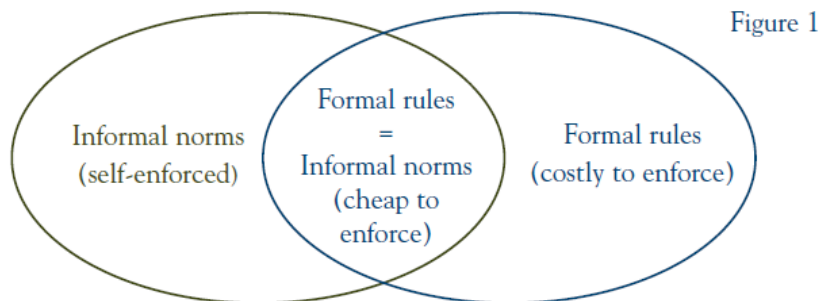 Figure 1
Informal norms
(self-enforced)
Formal rules
=
Informal norms
(cheap to
enforce)
Formal rules
(costly to enforce)